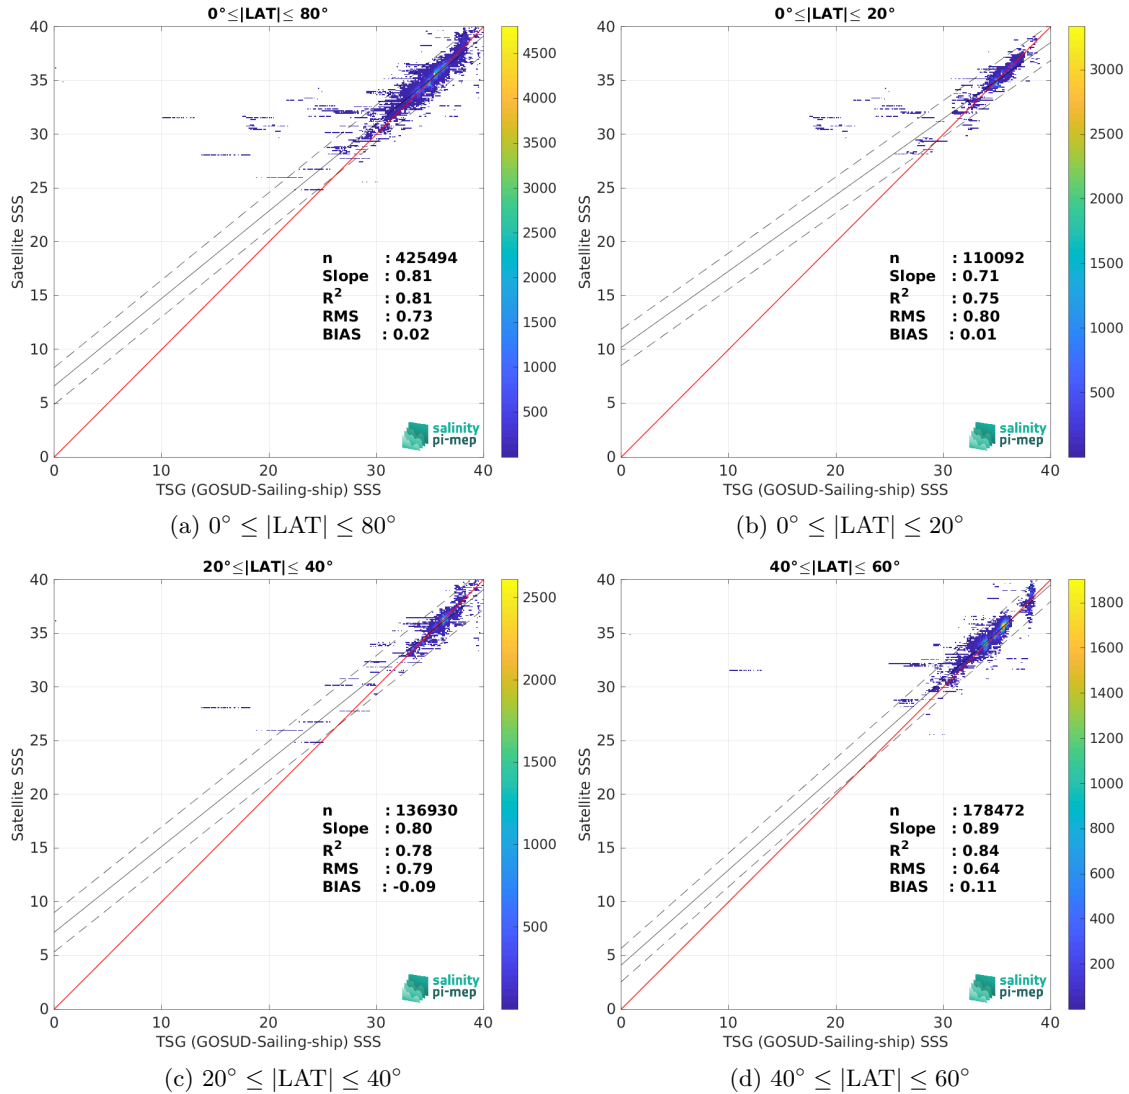 0°≤|LAT|≤ 80°
40
35
30
25
20
15
10
5
0
Satellite SSS
n : 425494
Slope : 0.81
R² : 0.81
RMS : 0.73
BIAS : 0.02
salinity
pi-mep
0 10 20 30 40
TSG (GOSUD-Sailing-ship) SSS
4500
4000
3500
3000
2500
2000
1500
1000
500
(a) 0° ≤ |LAT| ≤ 80°
0°≤|LAT|≤ 20°
40
35
30
25
20
15
10
5
0
Satellite SSS
n : 110092
Slope : 0.71
R² : 0.75
RMS : 0.80
BIAS : 0.01
salinity
pi-mep
0 10 20 30 40
TSG (GOSUD-Sailing-ship) SSS
3000
2500
2000
1500
1000
500
(b) 0° ≤ |LAT| ≤ 20°
20°≤|LAT|≤ 40°
40
35
30
25
20
15
10
5
0
Satellite SSS
n : 136930
Slope : 0.80
R² : 0.78
RMS : 0.79
BIAS : -0.09
salinity
pi-mep
0 10 20 30 40
TSG (GOSUD-Sailing-ship) SSS
2500
2000
1500
1000
500
(c) 20° ≤ |LAT| ≤ 40°
40°≤|LAT|≤ 60°
40
35
30
25
20
15
10
5
0
Satellite SSS
n : 178472
Slope : 0.89
R² : 0.84
RMS : 0.64
BIAS : 0.11
salinity
pi-mep
0 10 20 30 40
TSG (GOSUD-Sailing-ship) SSS
1800
1600
1400
1200
1000
800
600
400
200
(d) 40° ≤ |LAT| ≤ 60°